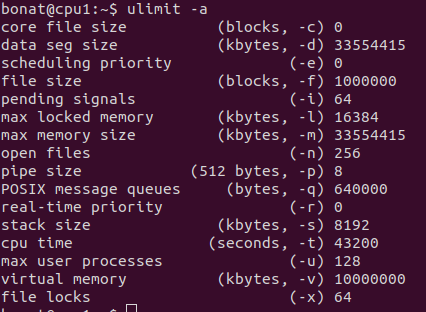 bonat@cpu1:~$ ulimit -a
core file size (blocks, -c) 0
data seg size (kbytes, -d) 33554415
scheduling priority (-e) 0
file size (blocks, -f) 1000000
pending signals (-i) 64
max locked memory (kbytes, -l) 16384
max memory size (kbytes, -m) 33554415
open files (-n) 256
pipe size (512 bytes, -p) 8
POSIX message queues (bytes, -q) 640000
real-time priority (-r) 0
stack size (kbytes, -s) 8192
cpu time (seconds, -t) 43200
max user processes (-u) 128
virtual memory (kbytes, -v) 10000000
file locks (-x) 64
bonat@cpu1:~$